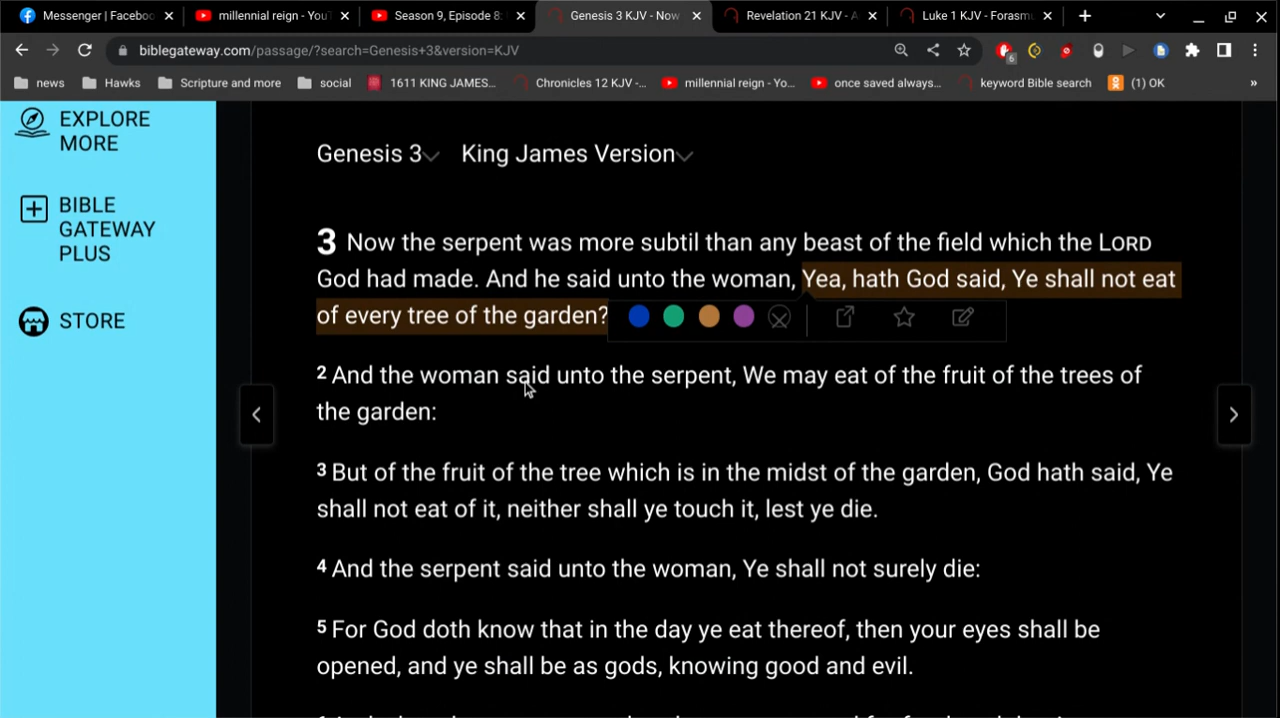 Messenger | Faceboo
millennial reign - YouT
Season 9, Episode 8:
Genesis 3 KJV - Now
Revelation 21 KJV - A
Luke 1 KJV - Forasm
biblegateway.com/passage/?search=Genesis+3&version=KJV
6
news
Hawks
Scripture and more
social
1611 KING JAMES...
Chronicles 12 KJV -...
millennial reign - Yo...
once saved always...
keyword Bible search
(1) OK
»
EXPLORE
MORE
BIBLE
GATEWAY
PLUS
STORE
Genesis 3 King James Version
3 Now the serpent was more subtil than any beast of the field which the LORD
God had made. And he said unto the woman, Yea, hath God said, Ye shall not eat
of every tree of the garden?
2 And the woman said unto the serpent, We may eat of the fruit of the trees of
the garden:
3 But of the fruit of the tree which is in the midst of the garden, God hath said, Ye
shall not eat of it, neither shall ye touch it, lest ye die.
4 And the serpent said unto the woman, Ye shall not surely die:
5 For God doth know that in the day ye eat thereof, then your eyes shall be
opened, and ye shall be as gods, knowing good and evil.